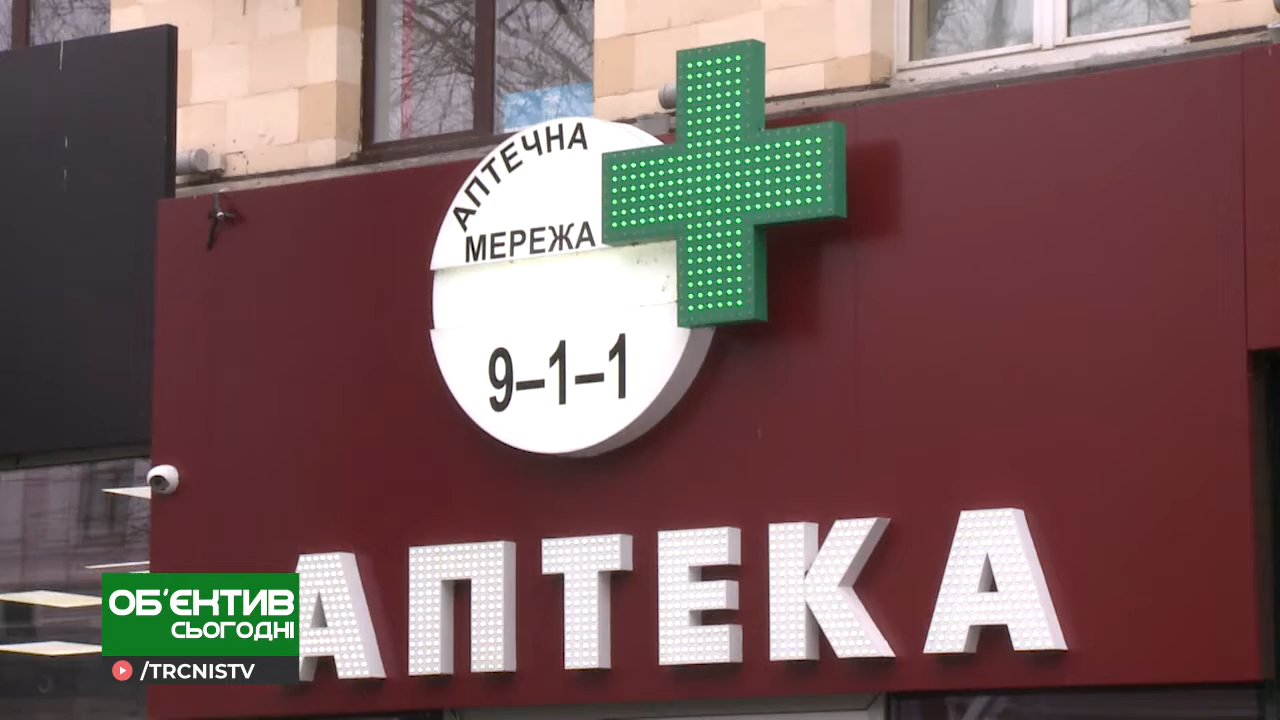 АПТЕЧНА
МЕРЕЖА
9–1–1
АПТЕКА
ОБ'ЄКТИВ
СЬОГОДНІ
/TRCNISTV